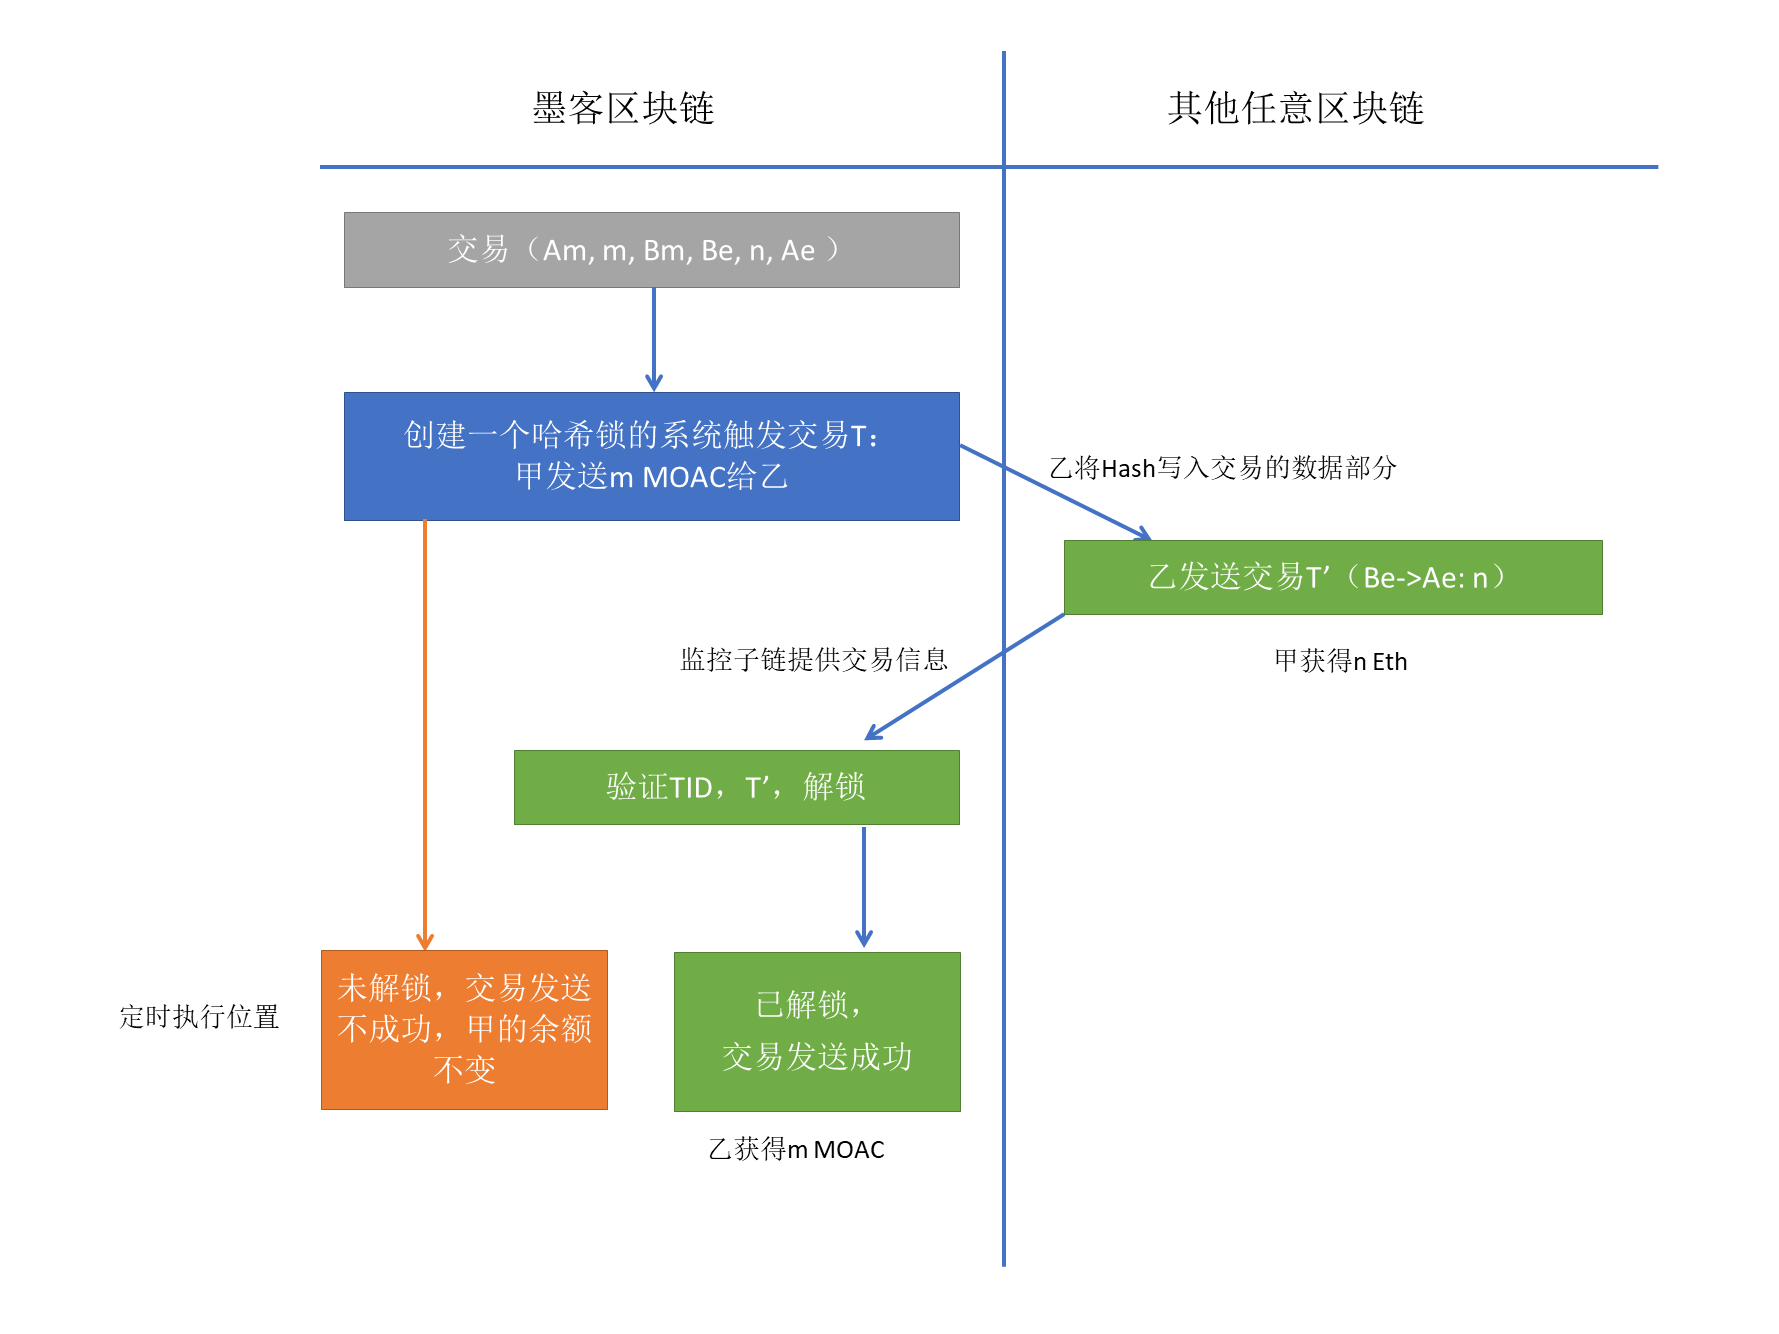 墨客区块链
其他任意区块链
交易（Am, m, Bm, Be, n, Ae ）
创建一个哈希锁的系统触发交易T：
甲发送m MOAC给乙
乙将Hash写入交易的数据部分
乙发送交易T’（Be->Ae: n）
监控子链提供交易信息
甲获得n Eth
验证TID，T’，解锁
定时执行位置
未解锁，交易发送
不成功，甲的余额
不变
已解锁，
交易发送成功
乙获得m MOAC